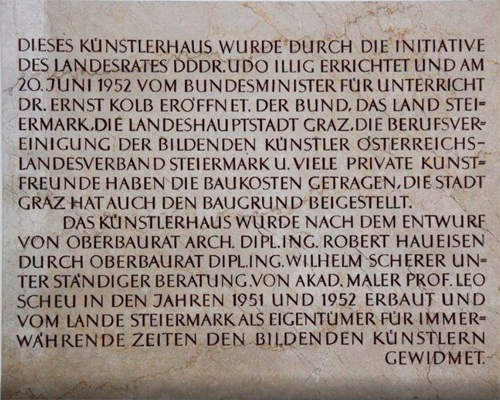 DIESES KÜNSTLERHAUS WURDE DURCH DIE INITIATIVE
DES LANDESRATES DDDR. UDO ILLIG ERRICHTET UND AM
20. JUNI 1952 VOM BUNDESMINISTER FÜR UNTERRICHT
DR. ERNST KOLB ERÖFFNET. DER BUND, DAS LAND STEI-
ERMARK, DIE LANDESHAUPTSTADT GRAZ, DIE BERUFSVER-
EINIGUNG DER BILDENDEN KÜNSTLER ÖSTERREICHS-
LANDESVERBAND STEIERMARK U. VIELE PRIVATE KUNST-
FREUNDE HABEN DIE BAUKOSTEN GETRAGEN, DIE STADT
GRAZ HAT AUCH DEN BAUGRUND BEIGESTELLT.
DAS KÜNSTLERHAUS WURDE NACH DEM ENTWURF
VON OBERBAURAT ARCH. DIPL. ING. ROBERT HAUEISEN
DURCH OBERBAURAT DIPL. ING. WILHELM SCHERER UN-
TER STÄNDIGER BERATUNG. VON AKAD. MALER PROF. LEO
SCHEU IN DEN JAHREN 1951 UND 1952 ERBAUT UND
VOM LANDE STEIERMARK ALS EIGENTÜMER FÜR IMMER-
WÄHRENDE ZEITEN DEN BILDENDEN KÜNSTLERN
GEWIDMET.